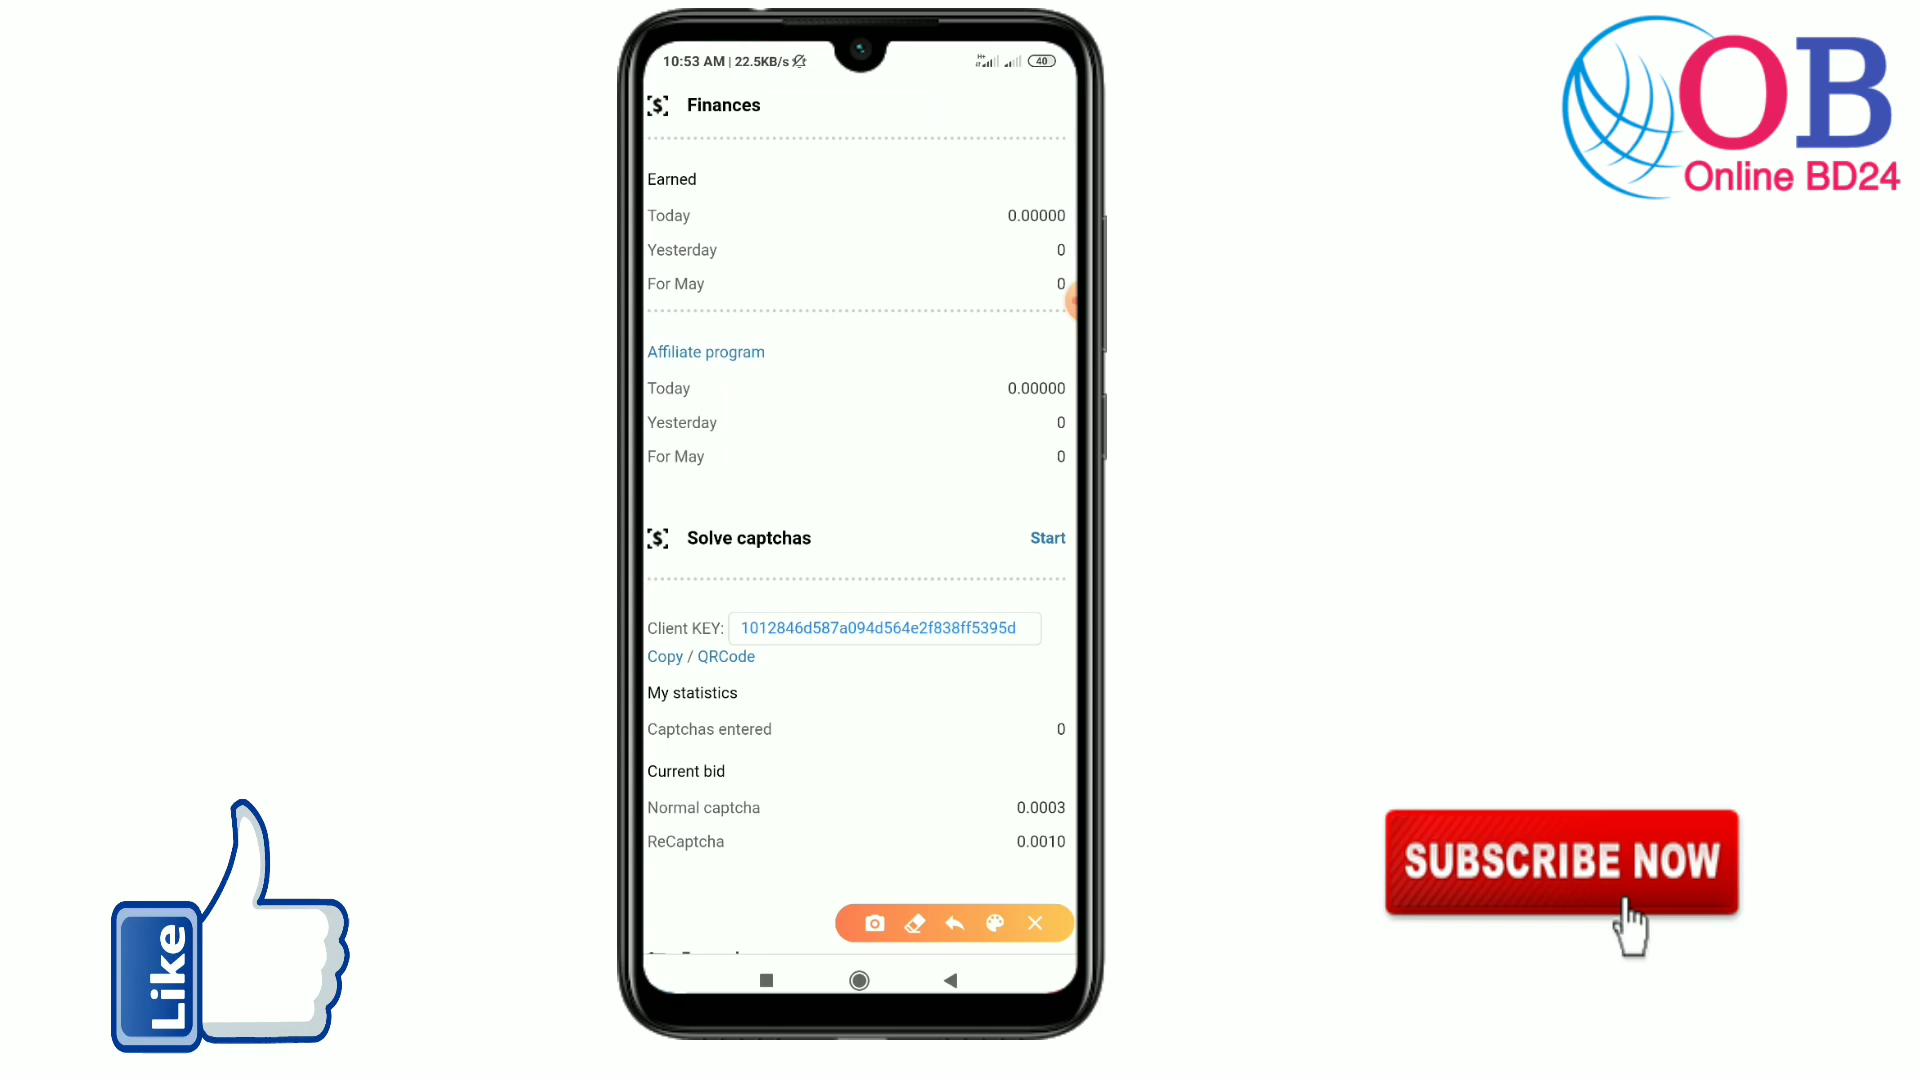 10:53 AM | 22.5KB/s
40
OB
Online BD24
Finances
Earned
Today 0.00000
Yesterday 0
For May 0
Affiliate program
Today 0.00000
Yesterday 0
For May 0
Solve captchas Start
Client KEY: 1012846d587a094d564e2f838ff5395d
Copy / QRCode
My statistics
Captchas entered 0
Current bid
Normal captcha 0.0003
ReCaptcha 0.0010
Like
SUBSCRIBE NOW